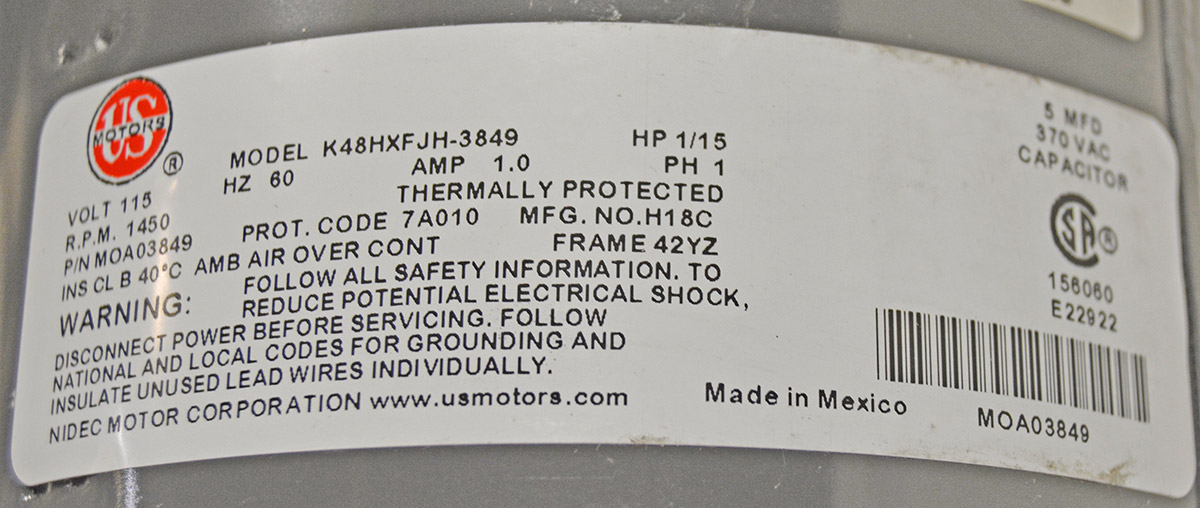 US
MOTORS
®
MODEL K48HXFJH-3849 HP 1/15
VOLT 115 HZ 60 AMP 1.0 PH 1
R.P.M. 1450 THERMALLY PROTECTED
P/N MOA03849 PROT. CODE 7A010 MFG. NO.H18C
INS CL B 40°C AMB AIR OVER CONT FRAME 42YZ
WARNING: FOLLOW ALL SAFETY INFORMATION. TO
REDUCE POTENTIAL ELECTRICAL SHOCK,
DISCONNECT POWER BEFORE SERVICING. FOLLOW
NATIONAL AND LOCAL CODES FOR GROUNDING AND
INSULATE UNUSED LEAD WIRES INDIVIDUALLY.
NIDEC MOTOR CORPORATION www.usmotors.com
Made in Mexico
5 MFD
370 VAC
CAPACITOR
CSA®
156060
E22922
MOA03849